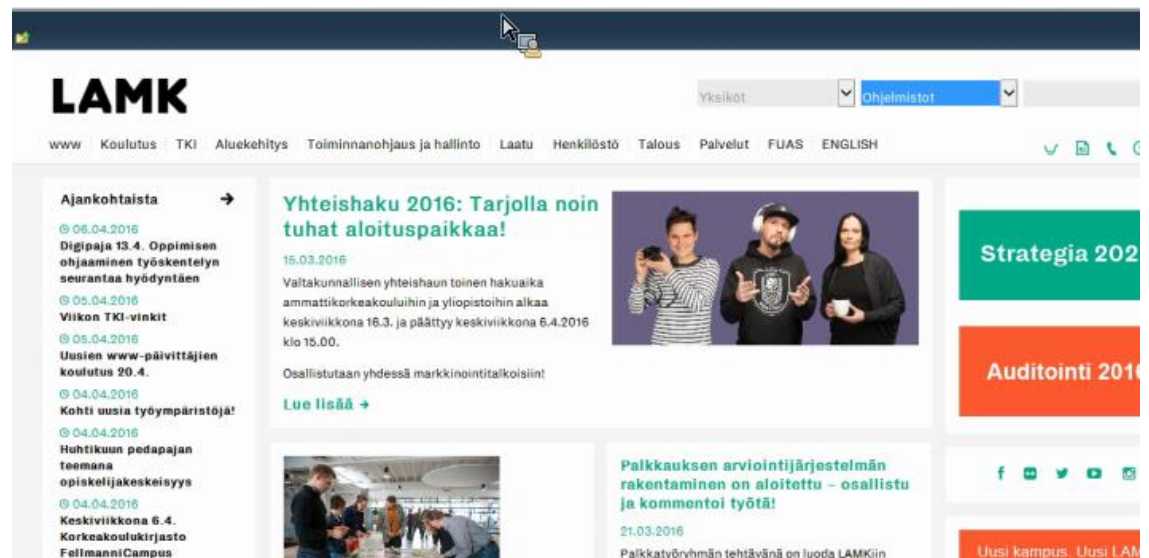 LAMK
Yksiköt
Ohjelmistot
www Koulutus TKI Aluekehitys Toiminnanohjaus ja hallinto Laatu Henkilöstö Talous Palvelut FUAS ENGLISH
Ajankohtaista →
06.04.2016
Digipaja 13.4. Oppimisen
ohjaaminen työskentelyn
seurantaa hyödyntäen
05.04.2016
Viikon TKI-vinkit
05.04.2016
Uusien www-päivittäjien
koulutus 20.4.
04.04.2016
Kohti uusia työympäristöjä!
04.04.2016
Huhtikuun pedapajan
teemana
opiskelijakeskeisyys
04.04.2016
Keskiviikkona 6.4.
Korkeakoulukirjasto
FellmanniCampus
Yhteishaku 2016: Tarjolla noin
tuhat aloituspaikkaa!
15.03.2016
Valtakunnallisen yhteishaun toinen hakuaika
ammattikorkeakouluihin ja yliopistoihin alkaa
keskiviikkona 16.3. ja päättyy keskiviikkona 6.4.2016
klo 15.00.
Osallistutaan yhdessä markkinointitalkoisiin!
Lue lisää →
Palkkauksen arviointijärjestelmän
rakentaminen on aloitettu – osallistu
ja kommentoi työtä!
21.03.2016
Palkkatyöryhmän tehtävänä on luoda LAMKiin
Strategia 202
Auditointi 2016
Uusi kampus. Uusi LAM